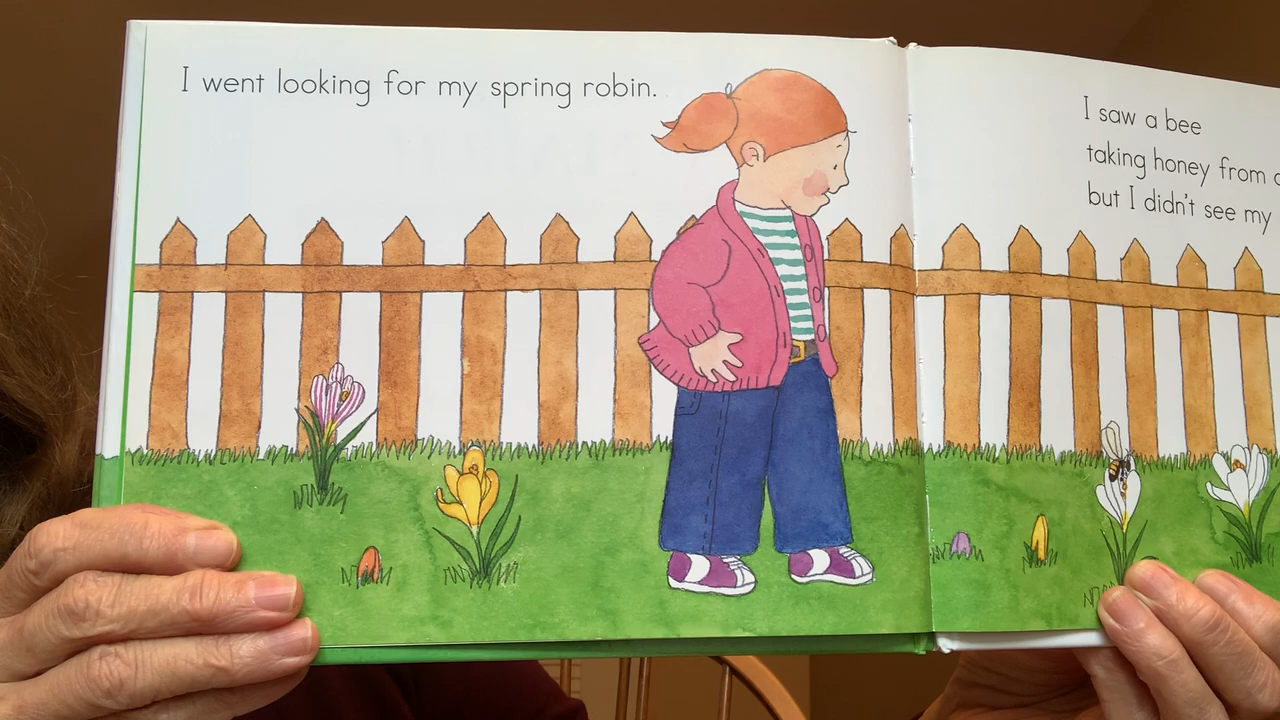 I went looking for my spring robin.
I saw a bee
taking honey from
but I didn't see my